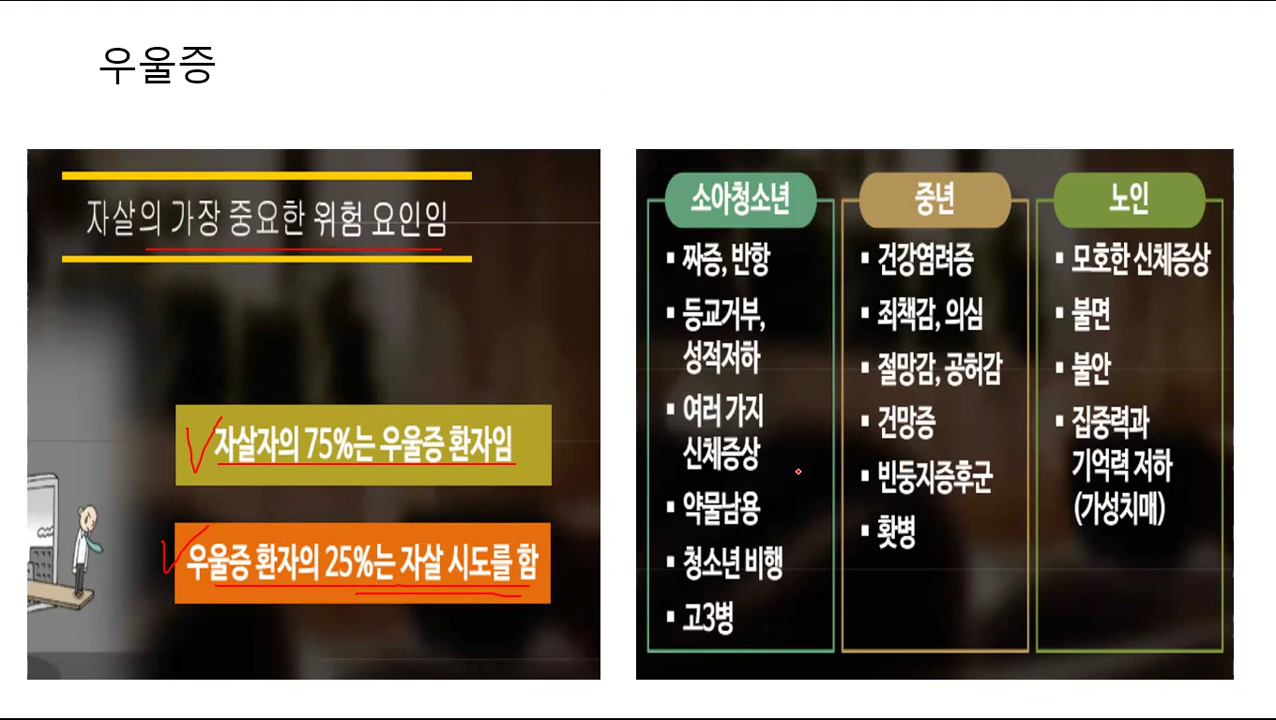 우울증
자살의 가장 중요한 위험 요인임
자살자의 75%는 우울증 환자임
우울증 환자의 25%는 자살 시도를 함
소아청소년
▪ 짜증, 반항
▪ 등교거부,
성적저하
▪ 여러 가지
신체증상
▪ 약물남용
▪ 청소년 비행
▪ 고3병
중년
▪ 건강염려증
▪ 죄책감, 의심
▪ 절망감, 공허감
▪ 건망증
▪ 빈둥지증후군
▪ 홧병
노인
▪ 모호한 신체증상
▪ 불면
▪ 불안
▪ 집중력과
기억력 저하
(가성치매)